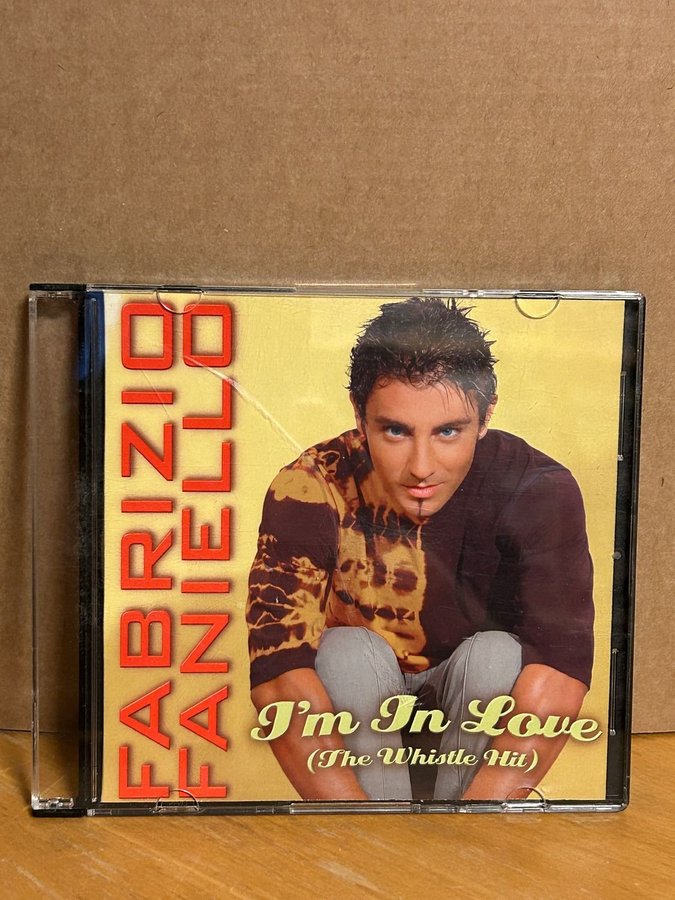 FABRIZIO
FANIELLO
I'm In Love
(The Whistle Hit)